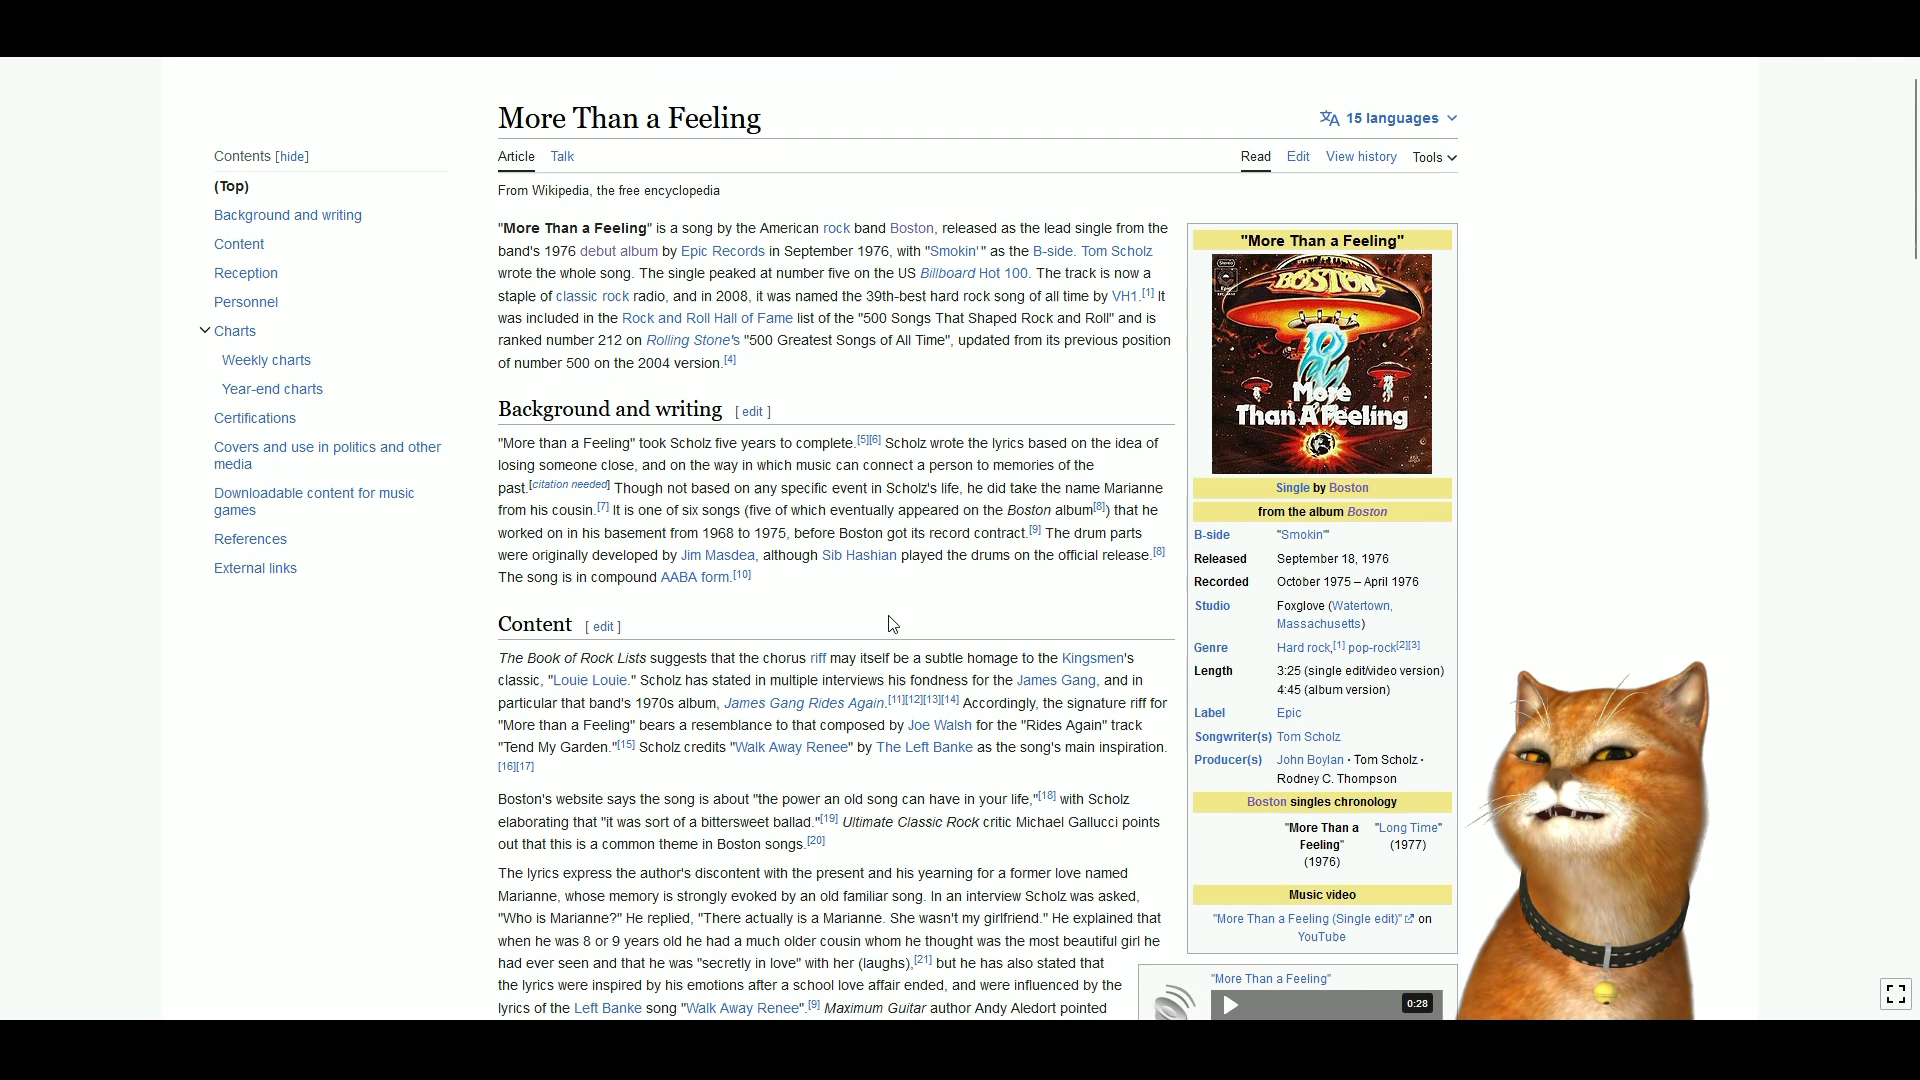 More Than a Feeling
15 languages
Contents [hide]
(Top)
Background and writing
Content
Reception
Personnel
Charts
Weekly charts
Year-end charts
Certifications
Covers and use in politics and other
media
Downloadable content for music
games
References
External links
Article Talk
Read Edit View history Tools
From Wikipedia, the free encyclopedia
"More Than a Feeling" is a song by the American rock band Boston, released as the lead single from the
band's 1976 debut album by Epic Records in September 1976, with "Smokin'" as the B-side. Tom Scholz
wrote the whole song. The single peaked at number five on the US Billboard Hot 100. The track is now a
staple of classic rock radio, and in 2008, it was named the 39th-best hard rock song of all time by VH1.[1] It
was included in the Rock and Roll Hall of Fame list of the "500 Songs That Shaped Rock and Roll" and is
ranked number 212 on Rolling Stone's "500 Greatest Songs of All Time", updated from its previous position
of number 500 on the 2004 version.[4]
Background and writing [ edit ]
"More than a Feeling" took Scholz five years to complete.[5][6] Scholz wrote the lyrics based on the idea of
losing someone close, and on the way in which music can connect a person to memories of the
past.[citation needed] Though not based on any specific event in Scholz's life, he did take the name Marianne
from his cousin.[7] It is one of six songs (five of which eventually appeared on the Boston album[8]) that he
worked on in his basement from 1968 to 1975, before Boston got its record contract.[9] The drum parts
were originally developed by Jim Masdea, although Sib Hashian played the drums on the official release.[8]
The song is in compound AABA form.[10]
Content [ edit ]
The Book of Rock Lists suggests that the chorus riff may itself be a subtle homage to the Kingsmen's
classic, "Louie Louie." Scholz has stated in multiple interviews his fondness for the James Gang, and in
particular that band's 1970s album, James Gang Rides Again.[11][12][13][14] Accordingly, the signature riff for
"More than a Feeling" bears a resemblance to that composed by Joe Walsh for the "Rides Again" track
"Tend My Garden."[15] Scholz credits "Walk Away Renee" by The Left Banke as the song's main inspiration.
[16][17]
Boston's website says the song is about "the power an old song can have in your life,"[18] with Scholz
elaborating that "it was sort of a bittersweet ballad."[19] Ultimate Classic Rock critic Michael Gallucci points
out that this is a common theme in Boston songs.[20]
The lyrics express the author's discontent with the present and his yearning for a former love named
Marianne, whose memory is strongly evoked by an old familiar song. In an interview Scholz was asked,
"Who is Marianne?" He replied, "There actually is a Marianne. She wasn't my girlfriend." He explained that
when he was 8 or 9 years old he had a much older cousin whom he thought was the most beautiful girl he
had ever seen and that he was "secretly in love" with her (laughs),[21] but he has also stated that
the lyrics were inspired by his emotions after a school love affair ended, and were influenced by the
lyrics of the Left Banke song "Walk Away Renee".[9] Maximum Guitar author Andy Aledort pointed
"More Than a Feeling"
BOSTON
More
Than A Feeling
Single by Boston
from the album Boston
B-side "Smokin'"
Released September 18, 1976
Recorded October 1975 – April 1976
Studio Foxglove (Watertown,
Massachusetts)
Genre Hard rock,[1] pop-rock[2][3]
Length 3:25 (single edit/video version)
4:45 (album version)
Label Epic
Songwriter(s) Tom Scholz
Producer(s) John Boylan · Tom Scholz ·
Rodney C. Thompson
Boston singles chronology
"More Than a "Long Time"
Feeling" (1977)
(1976)
Music video
"More Than a Feeling (Single edit)" on
YouTube
"More Than a Feeling"
0:28